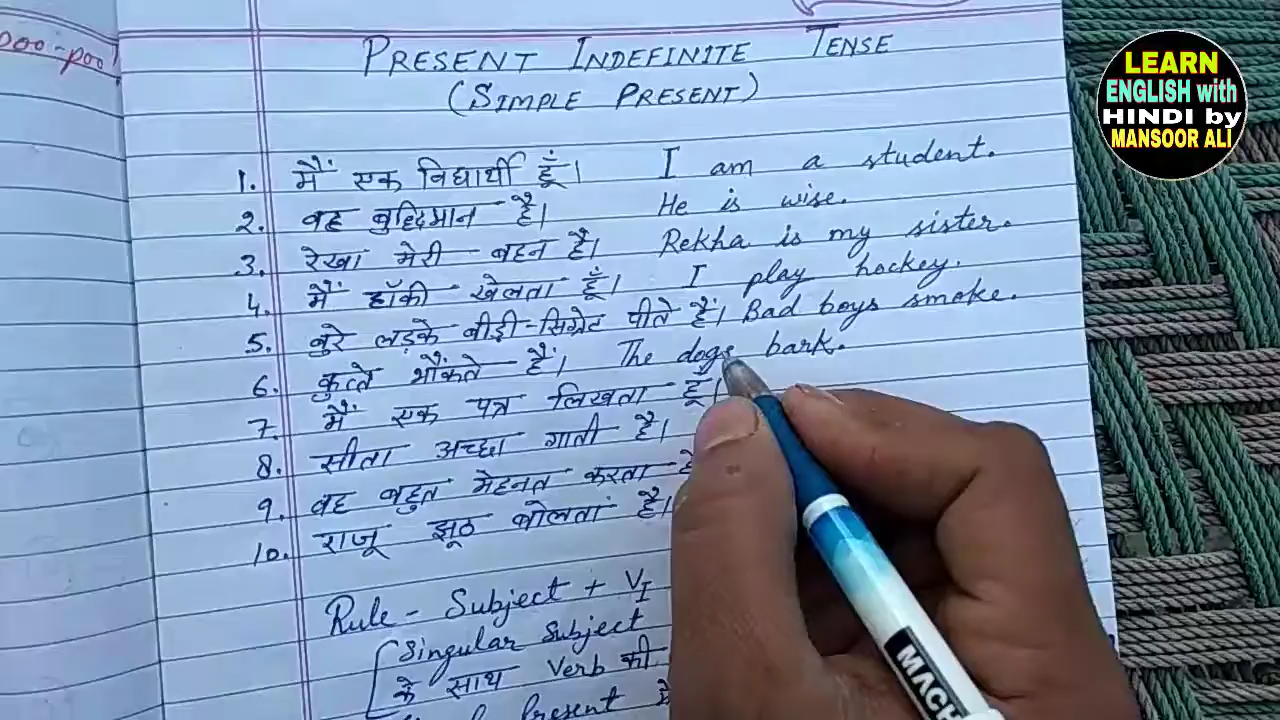 poo-poo
PRESENT INDEFINITE TENSE
(SIMPLE PRESENT)
LEARN
ENGLISH with
HINDI by
MANSOOR ALI
1. मैं एक विद्यार्थी हूँ। I am a student.
2. वह बुद्धिमान है। He is wise.
3. रेखा मेरी बहन है। Rekha is my sister.
4. मैं हॉकी खेलता हूँ। I play hockey.
5. बुरे लड़के बीड़ी-सिग्रेट पीते हैं। Bad boys smoke.
6. कुत्ते भौंकते हैं। The dogs bark.
7. मैं एक पत्र लिखता हूँ।
8. सीता अच्छा गाती है।
9. वह बहुत मेहनत करता है
10. राजू झूठ बोलता है।
Rule - Subject + V1
Singular Subject
के साथ Verb की
Present में
MACH